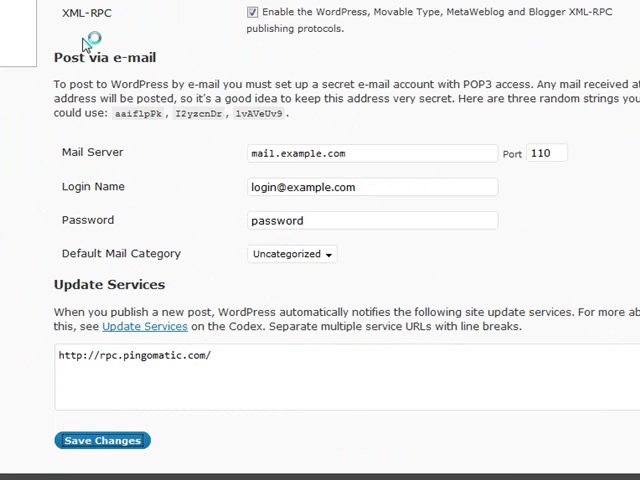 XML-RPC
Enable the WordPress, Movable Type, MetaWeblog and Blogger XML-RPC
publishing protocols.
Post via e-mail
To post to WordPress by e-mail you must set up a secret e-mail account with POP3 access. Any mail received at
address will be posted, so it's a good idea to keep this address very secret. Here are three random strings you
could use: aaiflpPk , I2yzcnDr , lvAVeUv9 .
Mail Server mail.example.com Port 110
Login Name login@example.com
Password password
Default Mail Category Uncategorized
Update Services
When you publish a new post, WordPress automatically notifies the following site update services. For more ab
this, see Update Services on the Codex. Separate multiple service URLs with line breaks.
http://rpc.pingomatic.com/
Save Changes